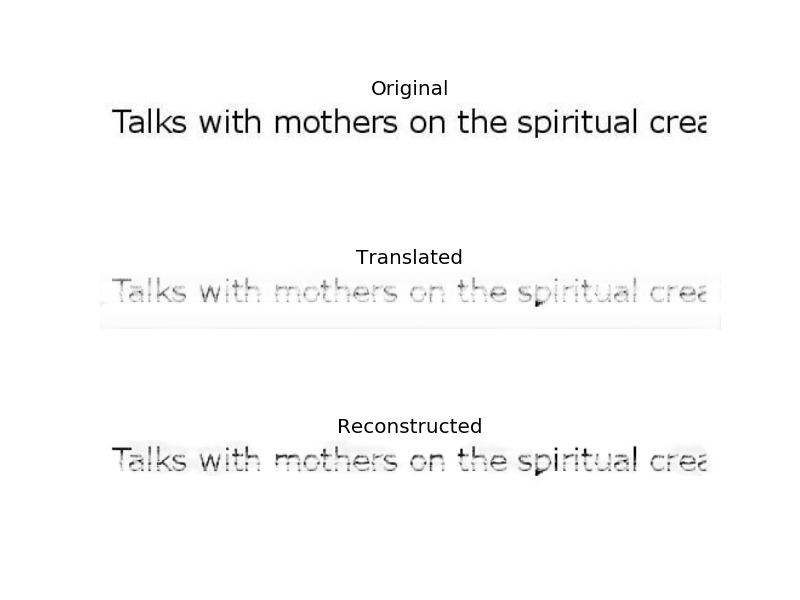 Original
Talks with mothers on the spiritual crea
Translated
Talks with mothers on the spiritual crea
Reconstructed
Talks with mothers on the spiritual crea